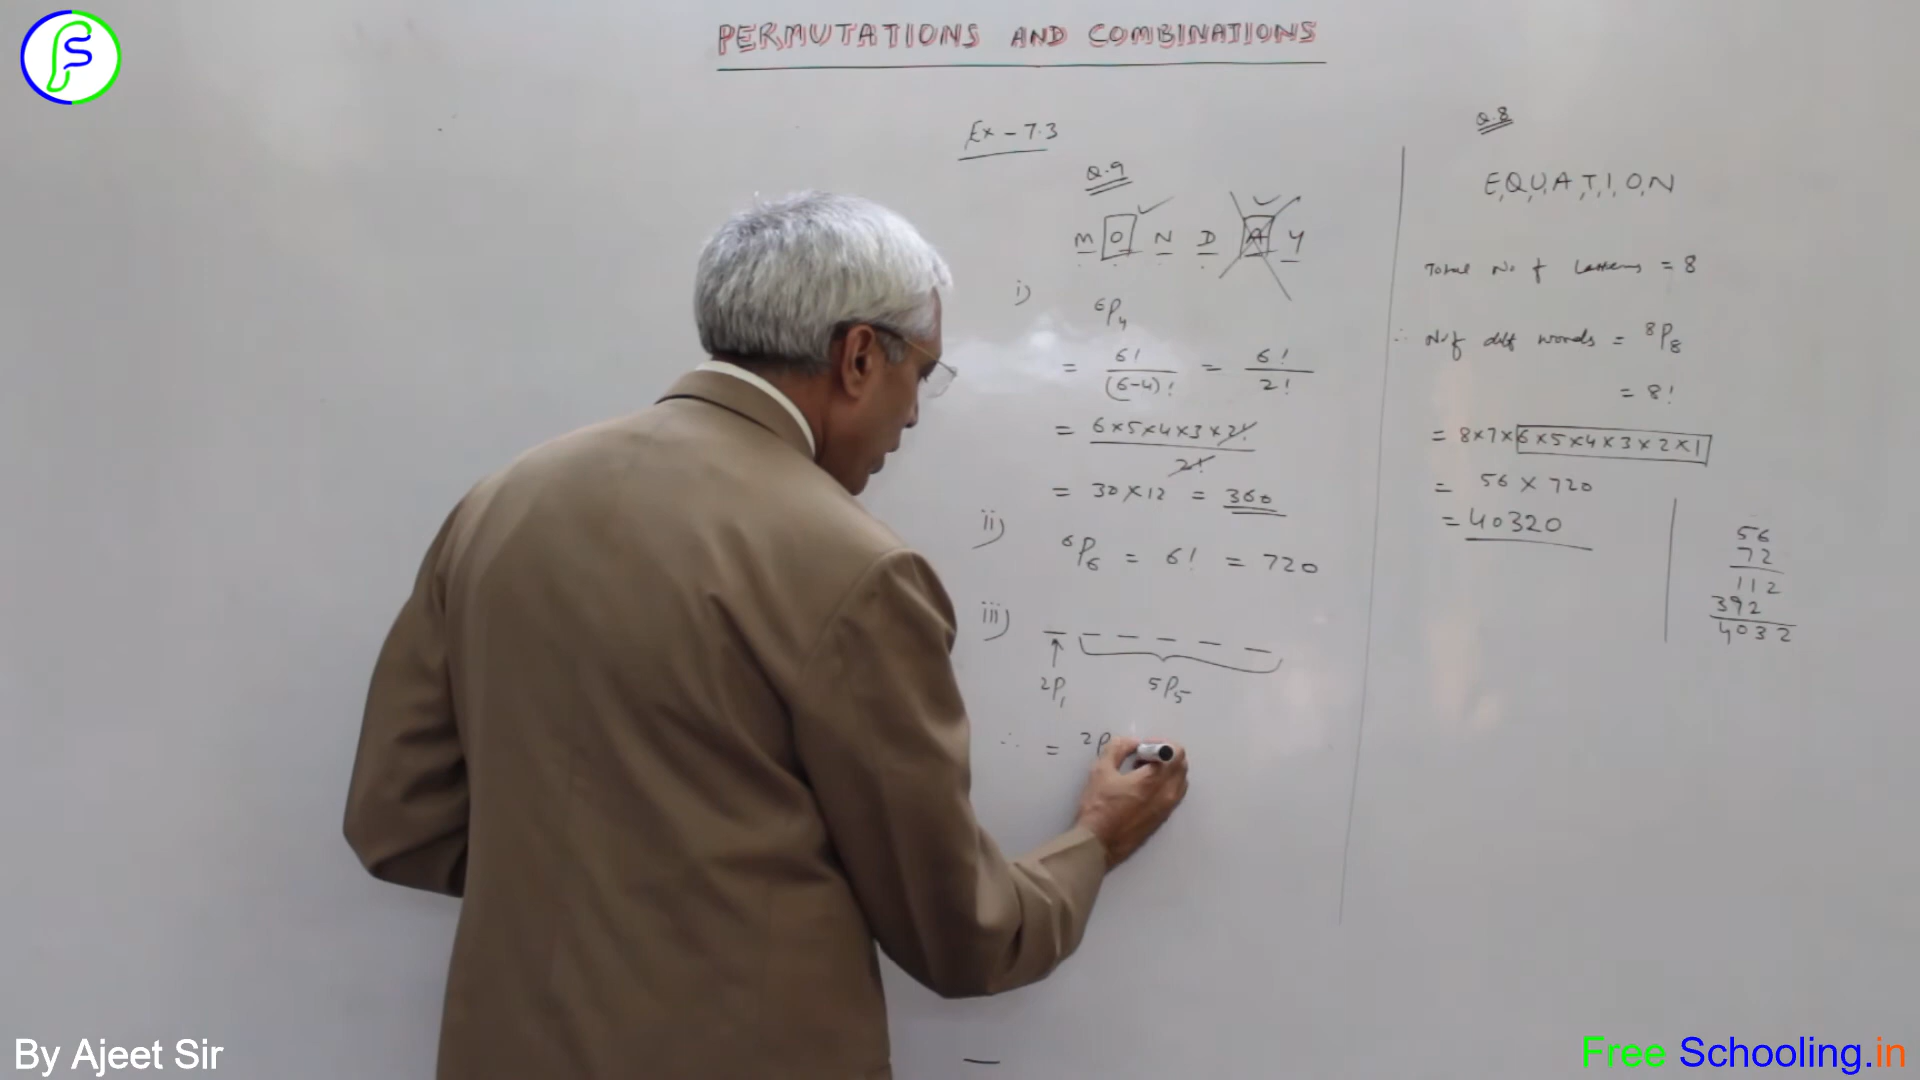 PERMUTATIONS AND COMBINATIONS
Ex - 7.3
Q.9
M O N D A Y
i)
⁶P₄
= 6! / (6-4)! = 6! / 2!
= 6×5×4×3×2! / 2!
= 30×12 = 360
ii)
⁶P₆ = 6! = 720
iii)
²P₁ ⁵P₅
∴ = ²P
Q.8
E,Q,U,A,T,I,O,N
Total No of letters = 8
∴ N. of diff words = ⁸P₈
= 8!
= 8×7×6×5×4×3×2×1
= 56 × 720
= 40320
56
72
112
392
4032
By Ajeet Sir
Free Schooling.in